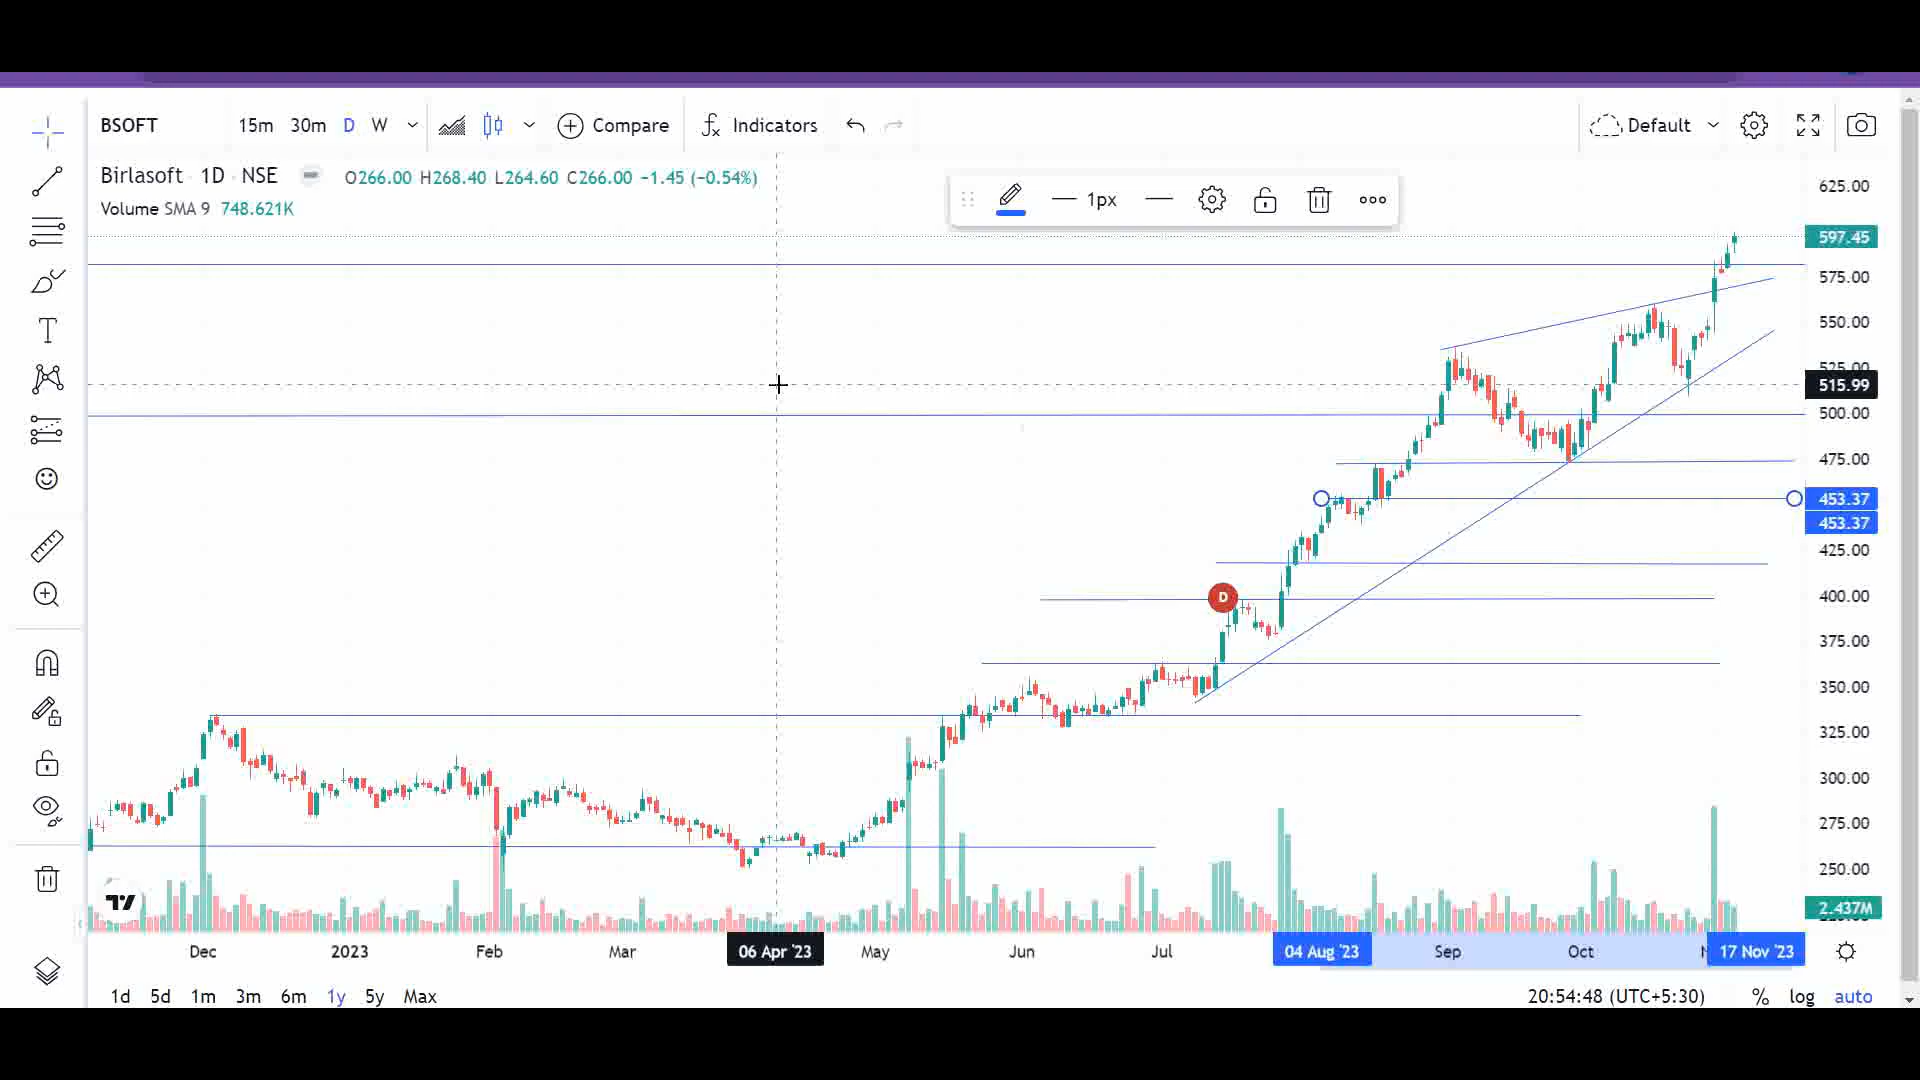 BSOFT 15m 30m D W Compare Indicators Default
Birlasoft · 1D · NSE O266.00 H268.40 L264.60 C266.00 −1.45 (−0.54%)
Volume SMA 9 748.621K
1px
625.00
597.45
575.00
550.00
525.00
515.99
500.00
475.00
453.37
453.37
425.00
D
400.00
375.00
350.00
325.00
300.00
275.00
250.00
2.437M
Dec 2023 Feb Mar 06 Apr '23 May Jun Jul 04 Aug '23 Sep Oct 17 Nov '23
1d 5d 1m 3m 6m 1y 5y Max 20:54:48 (UTC+5:30) % log auto